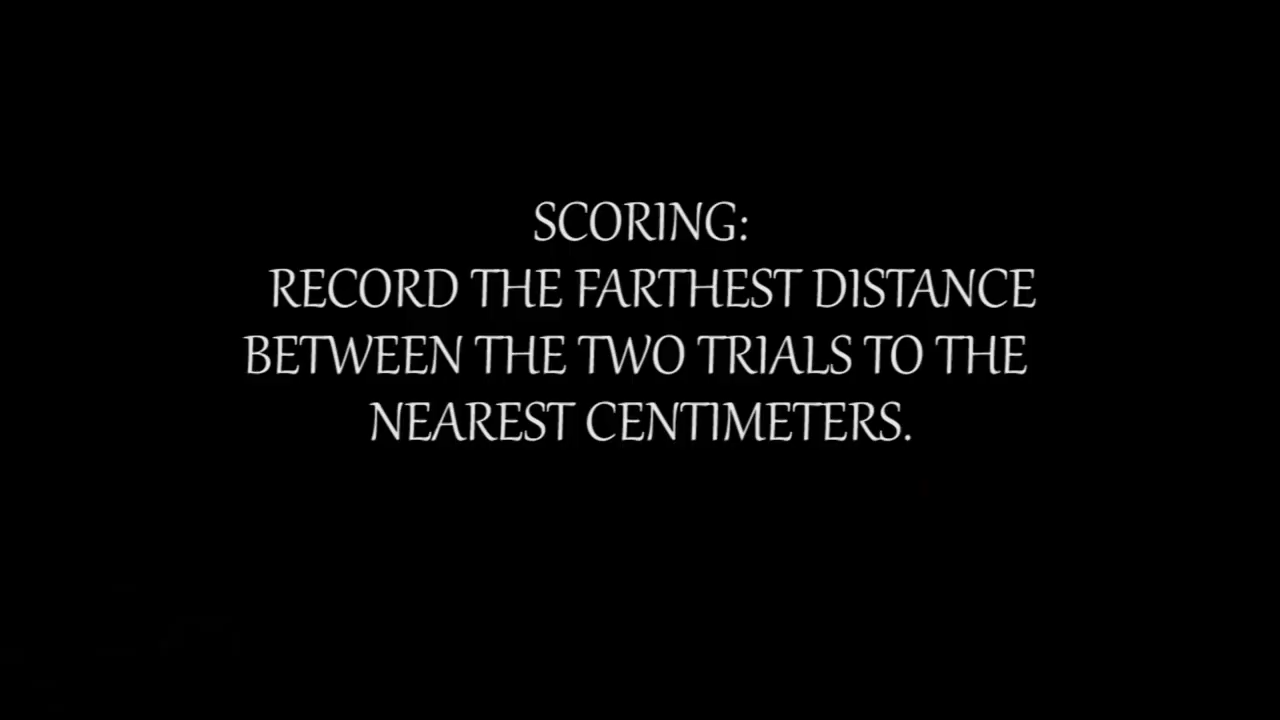 SCORING:
RECORD THE FARTHEST DISTANCE
BETWEEN THE TWO TRIALS TO THE
NEAREST CENTIMETERS.